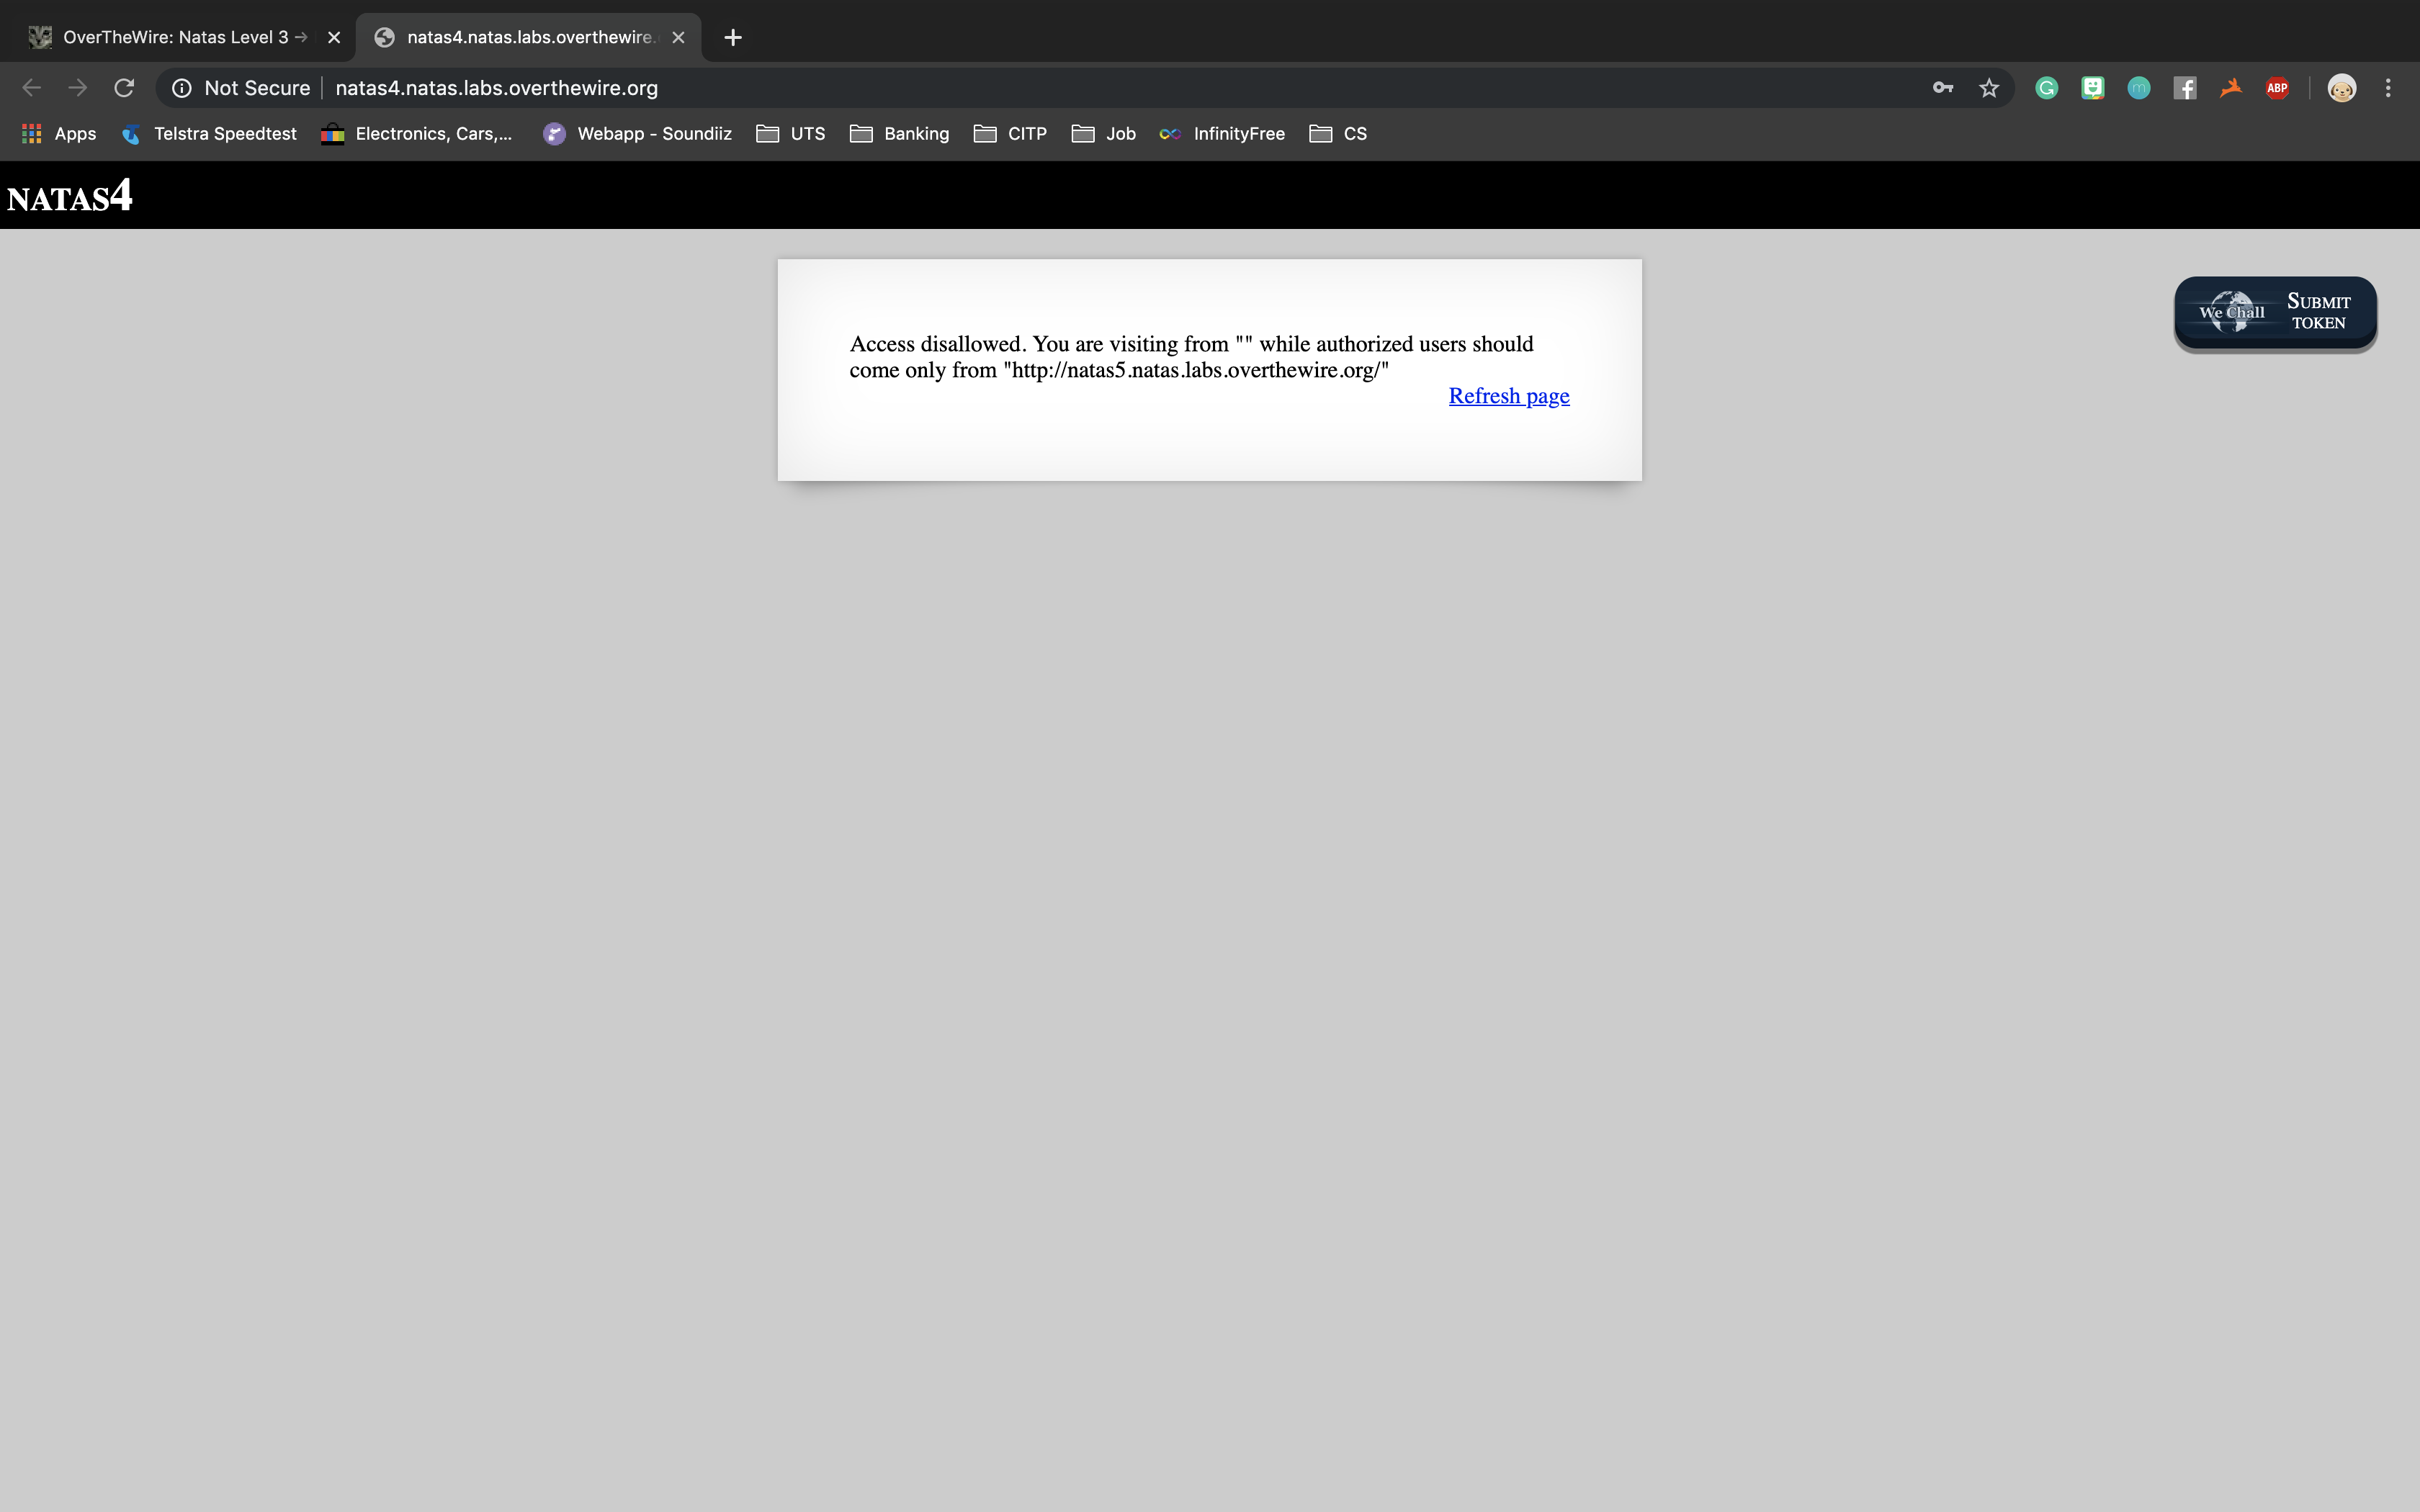 OverTheWire: Natas Level 3 →
natas4.natas.labs.overthewire.
Not Secure natas4.natas.labs.overthewire.org
ABP
Apps Telstra Speedtest Electronics, Cars,... Webapp - Soundiiz UTS Banking CITP Job InfinityFree CS
NATAS4
We Chall SUBMIT
TOKEN
Access disallowed. You are visiting from "" while authorized users should
come only from "http://natas5.natas.labs.overthewire.org/"
Refresh page